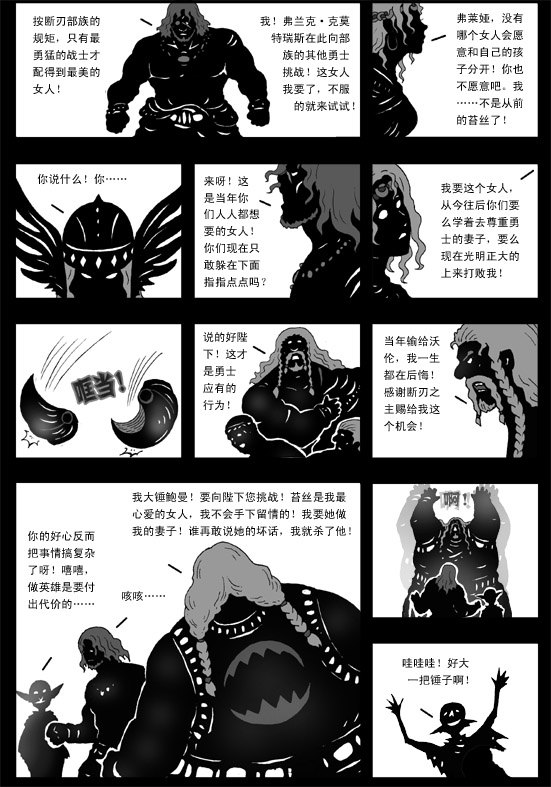 按断刃部族的
规矩，只有最
勇猛的战士才
配得到最美的
女人！
我！弗兰克·克莫
特瑞斯在此向部
族的其他勇士
挑战！这女人
我要了，不服
的就来试试！
弗莱娅，没有
哪个女人会愿
意和自己的孩
子分开！你也
不愿意吧。我
……不是从前
的苔丝了！
你说什么！你……
来呀！这
是当年你
们人人都想
要的女人！
你们现在只
敢躲在下面
指指点点吗？
我要这个女人，
从今往后你们要
么学着去尊重勇
士的妻子，要么
现在光明正大的
上来打败我！
哐当！
说的好陛
下！这才
是勇士
应有的
行为！
当年输给沃
伦，我一生
都在后悔！
感谢断刃之
主赐给我这
个机会！
我大锤鲍曼！要向陛下您挑战！苔丝是我最
心爱的女人，我不会手下留情的！我要她做
我的妻子！谁再敢说她的坏话，我就杀了他！
你的好心反而
把事情搞复杂
了呀！嘻嘻，
做英雄是要付
出代价的……
咳咳……
啊！
哇哇哇！好大
一把锤子啊！